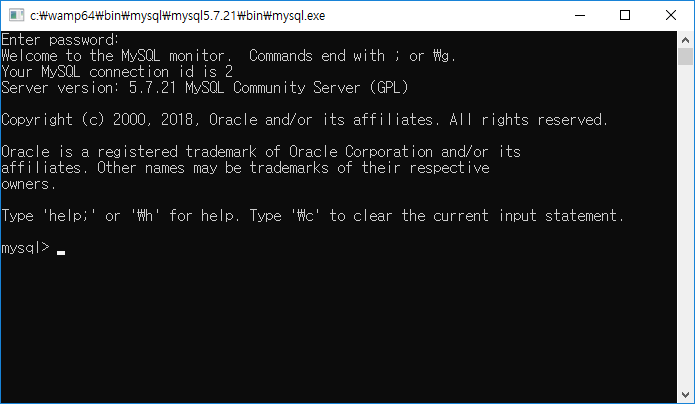 c:₩wamp64₩bin₩mysql₩mysql5.7.21₩bin₩mysql.exe
Enter password:
Welcome to the MySQL monitor.  Commands end with ; or ₩g.
Your MySQL connection id is 2
Server version: 5.7.21 MySQL Community Server (GPL)
Copyright (c) 2000, 2018, Oracle and/or its affiliates. All rights reserved.
Oracle is a registered trademark of Oracle Corporation and/or its
affiliates. Other names may be trademarks of their respective
owners.
Type 'help;' or '₩h' for help. Type '₩c' to clear the current input statement.
mysql>